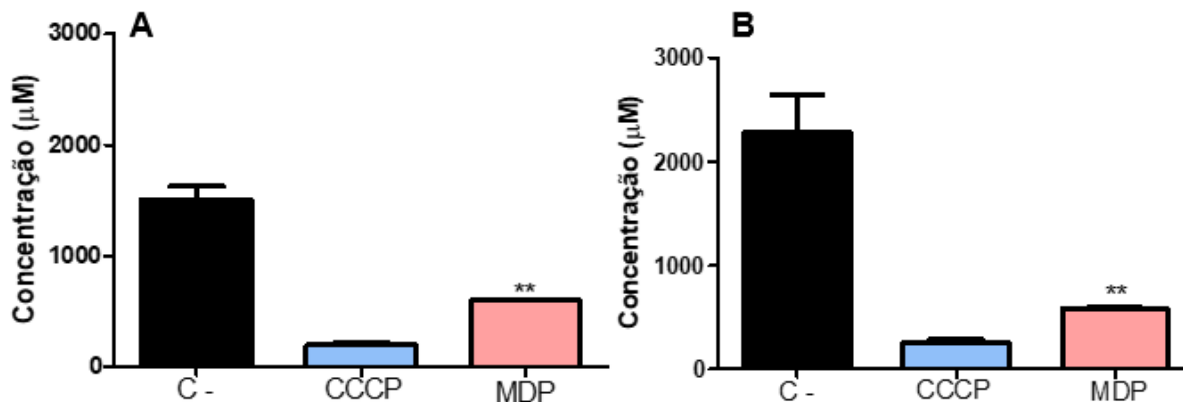 A
Concentração (µM)
3000
2000
1000
0
**
C -
CCCP
MDP
B
Concentração (µM)
3000
2000
1000
0
**
C -
CCCP
MDP